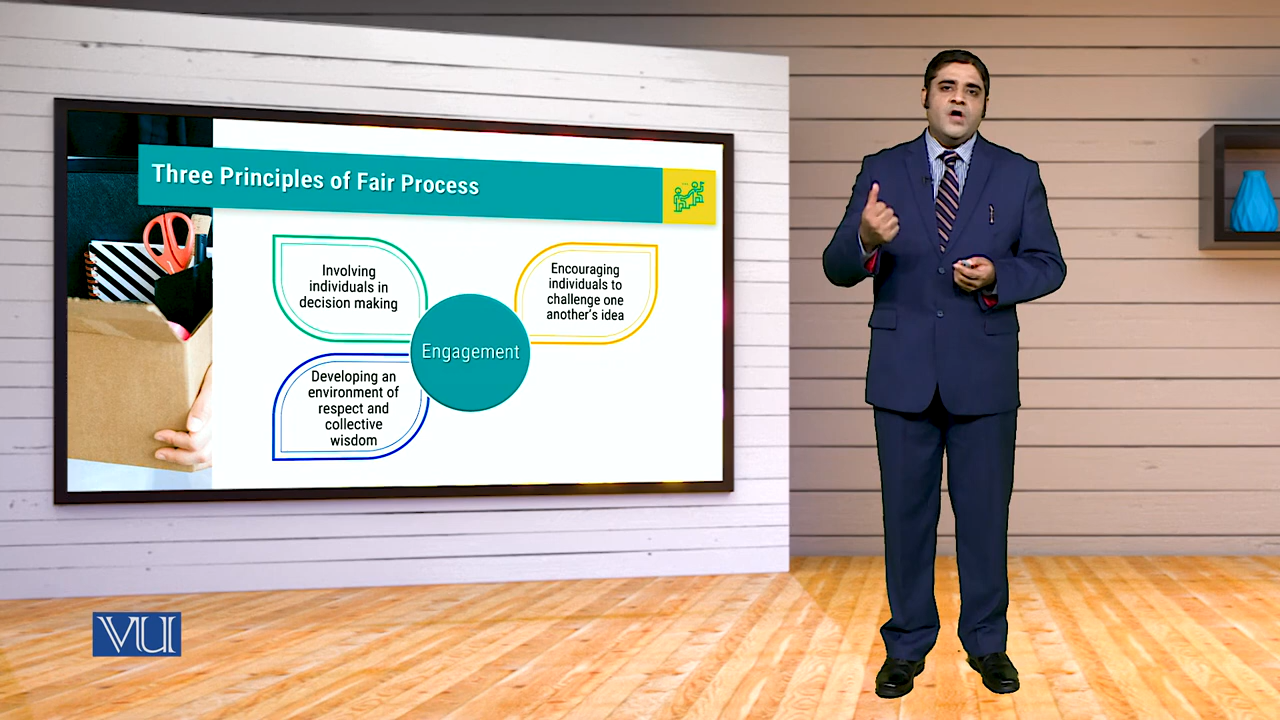 Three Principles of Fair Process
Involving
individuals in
decision making
Encouraging
individuals to
challenge one
another's idea
Engagement
Developing an
environment of
respect and
collective
wisdom
VU